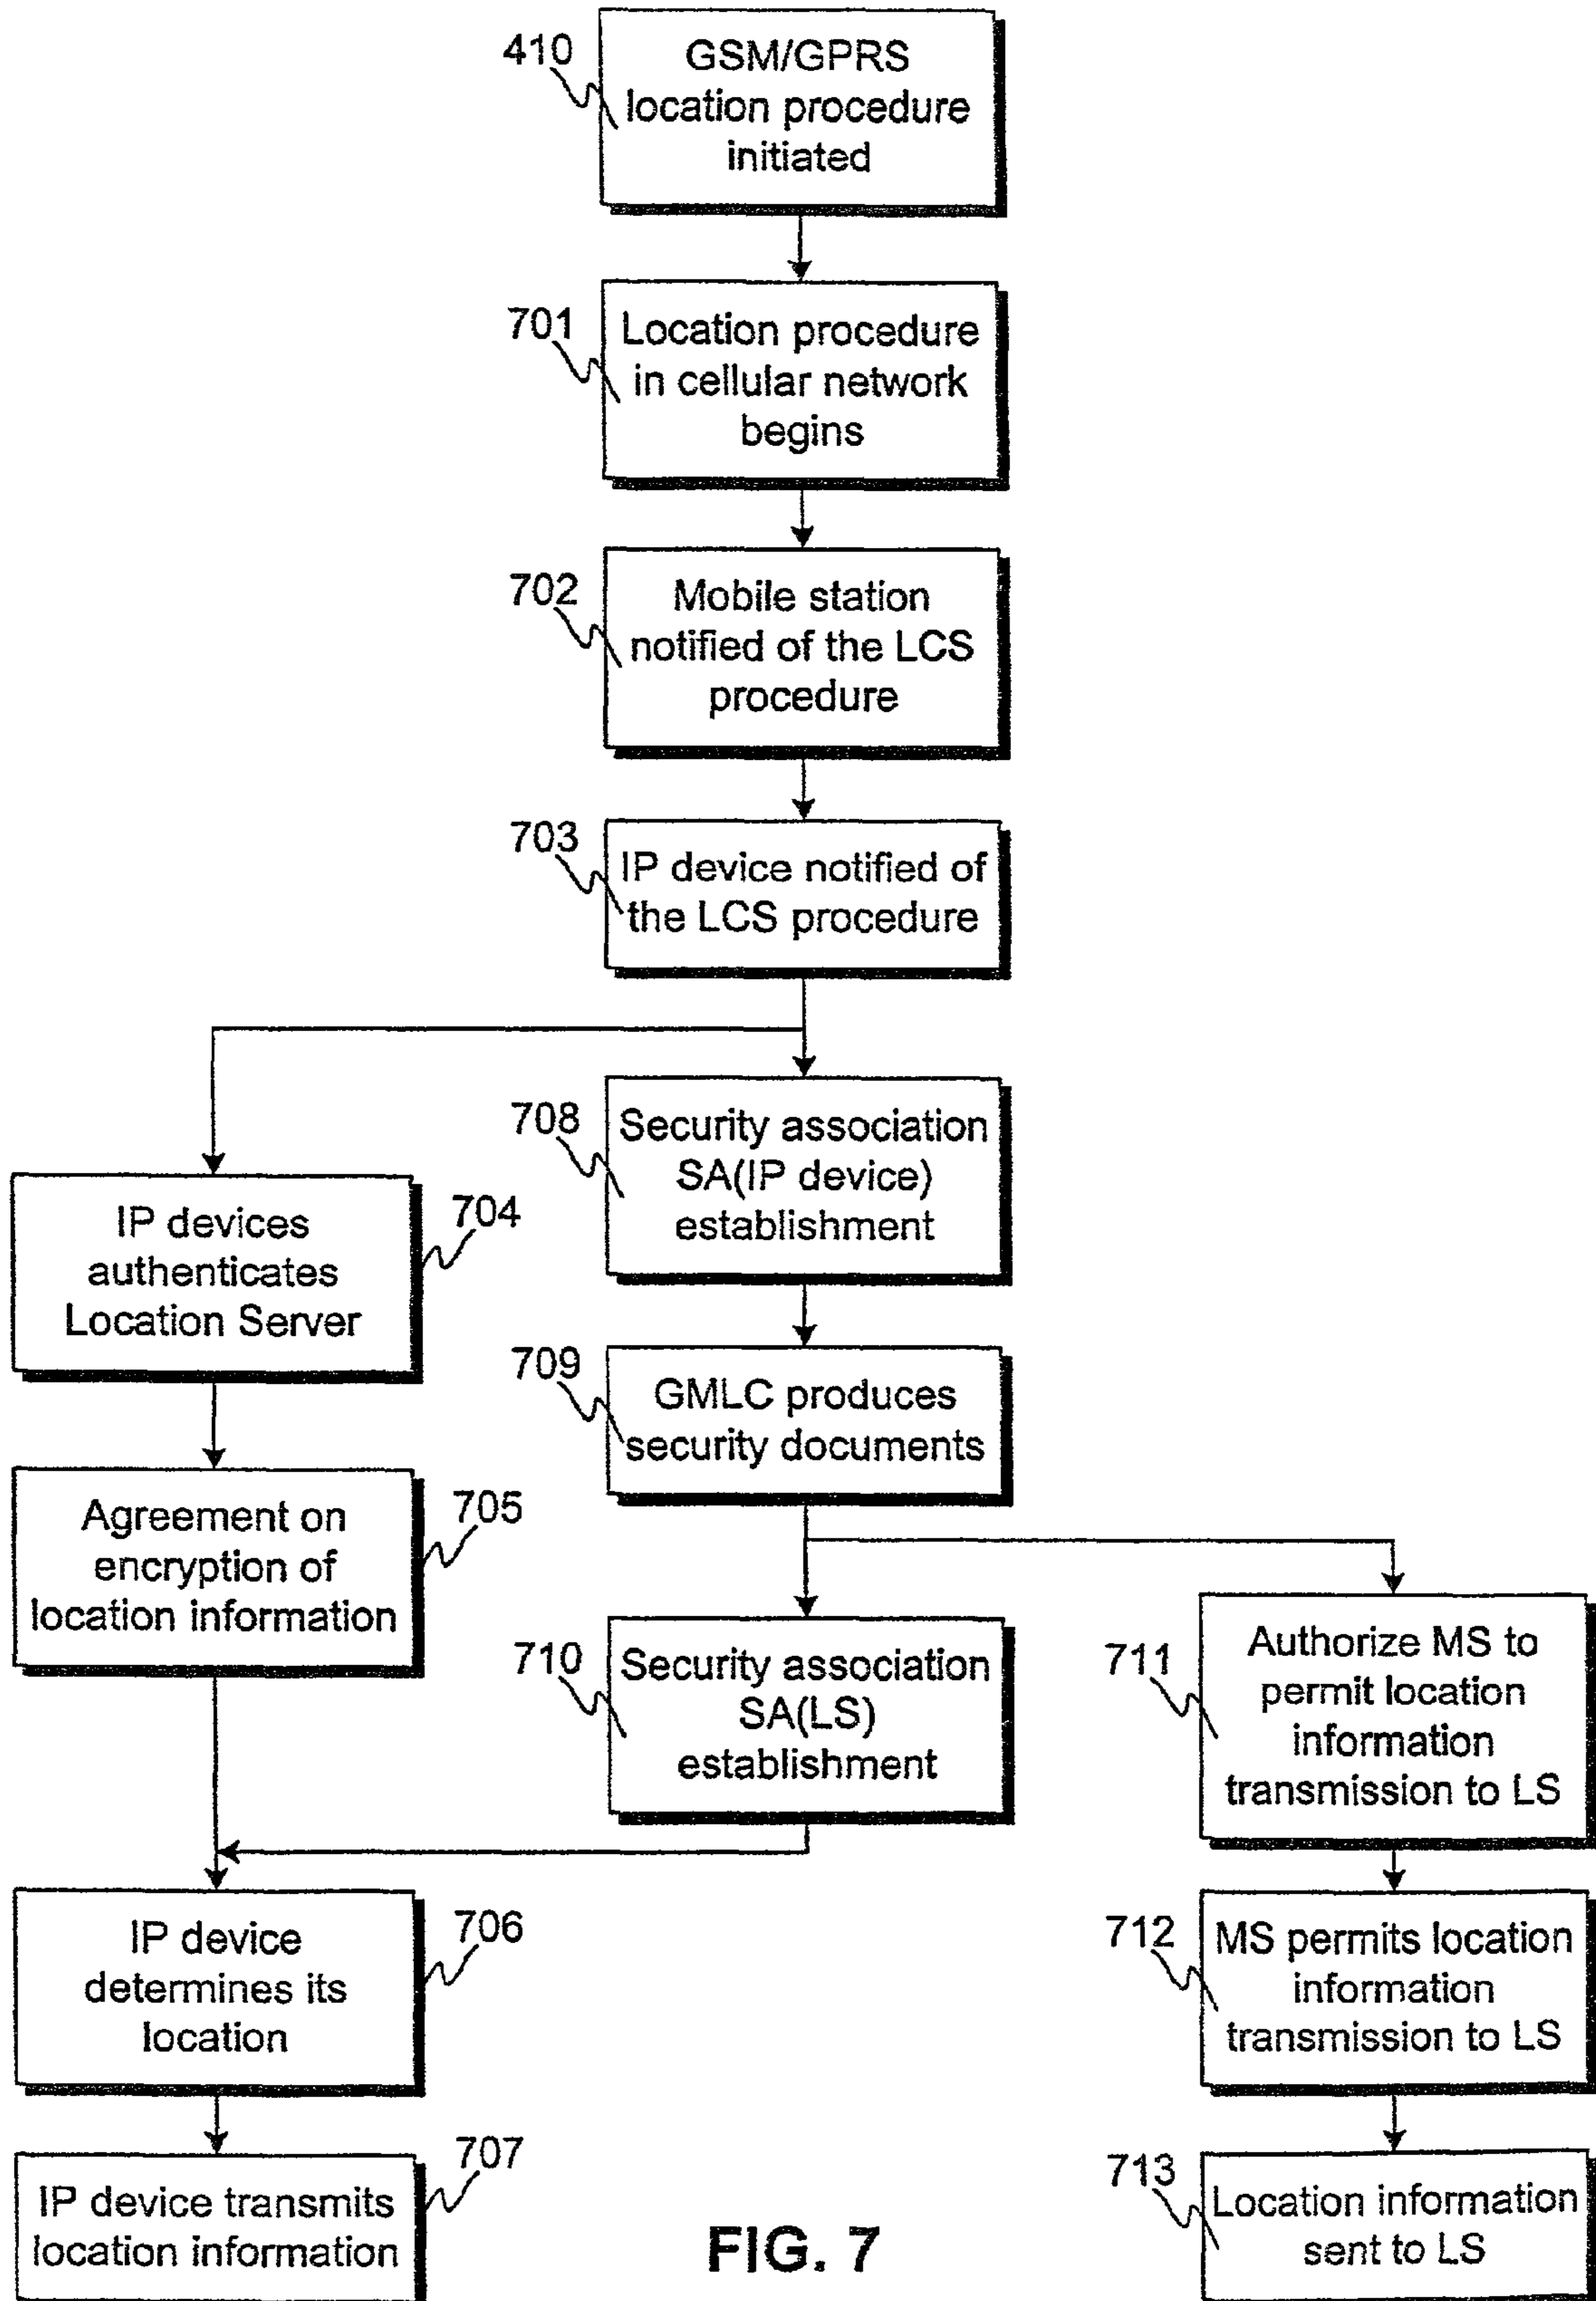 410
GSM/GPRS
location procedure
initiated
701
Location procedure
in cellular network
begins
702
Mobile station
notified of the LCS
procedure
703
IP device notified of
the LCS procedure
704
IP devices
authenticates
Location Server
705
Agreement on
encryption of
location information
708
Security association
SA(IP device)
establishment
709
GMLC produces
security documents
710
Security association
SA(LS)
establishment
711
Authorize MS to
permit location
information
transmission to LS
706
IP device
determines its
location
707
IP device transmits
location information
712
MS permits location
information
transmission to LS
713
Location information
sent to LS
FIG. 7